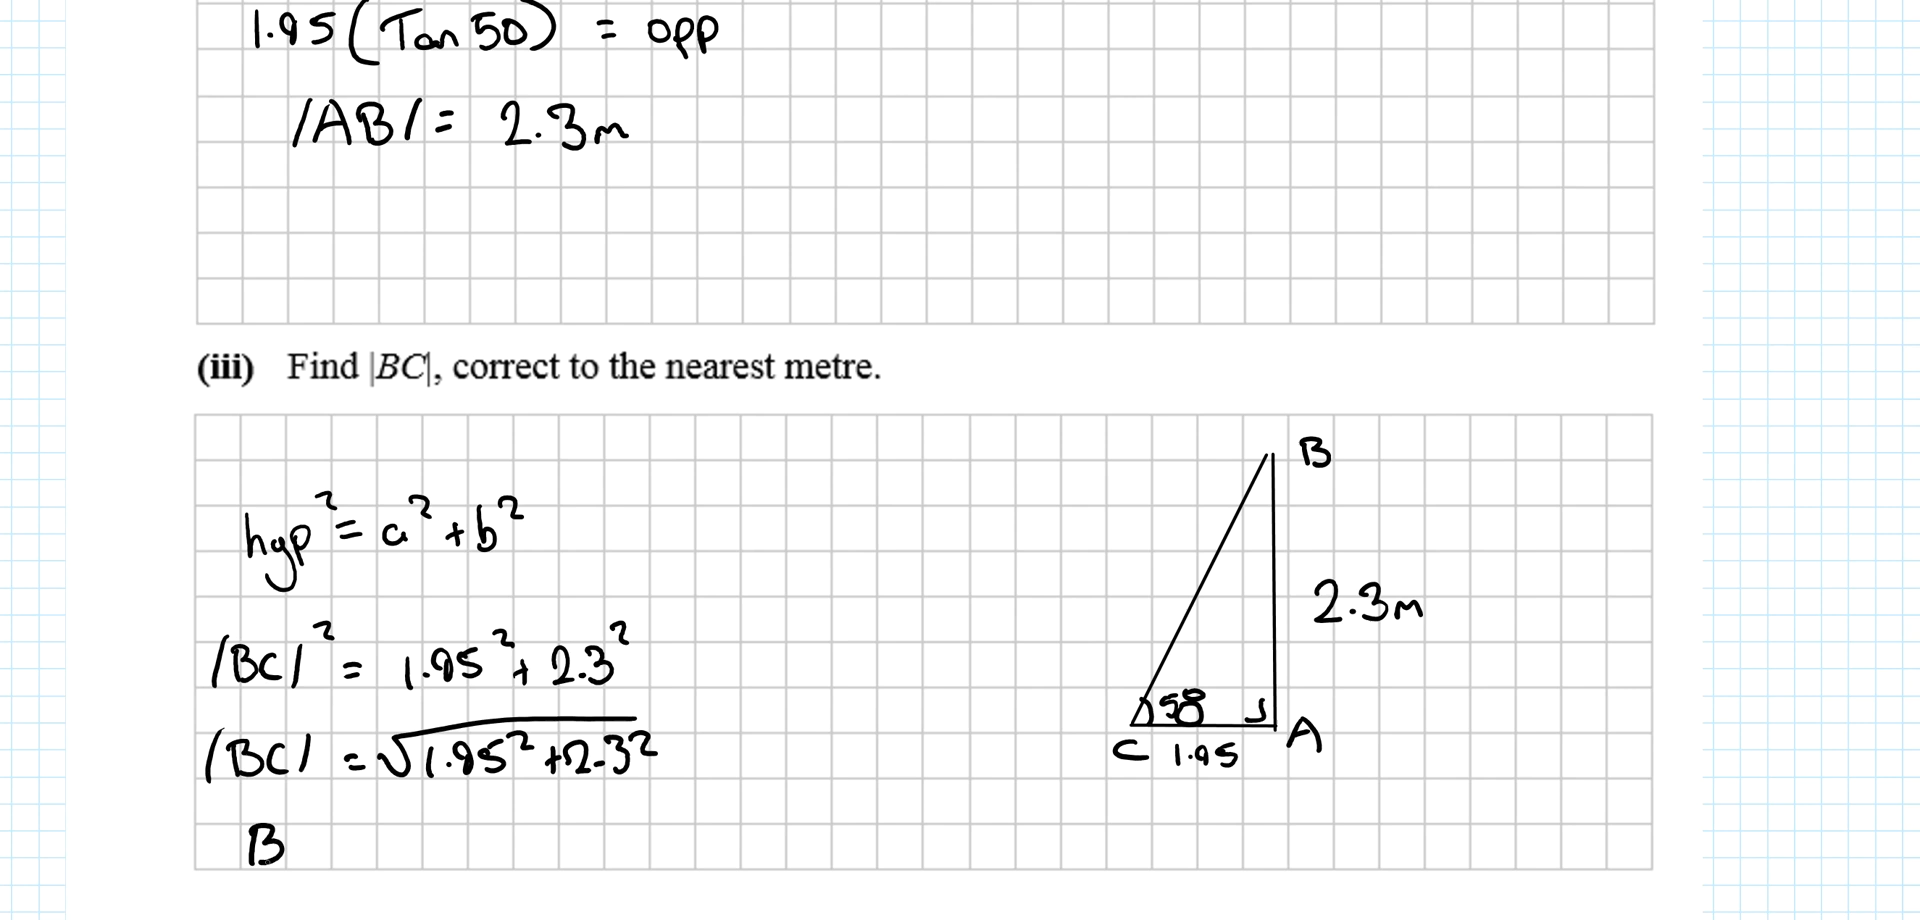 1.95 (Tan 50) = opp
|AB| = 2.3m
(iii) Find |BC|, correct to the nearest metre.
hyp² = a² + b²
|BC|² = 1.95² + 2.3²
|BC| = √1.95² + 2.3²
B
B
2.3m
50
A
C 1.95